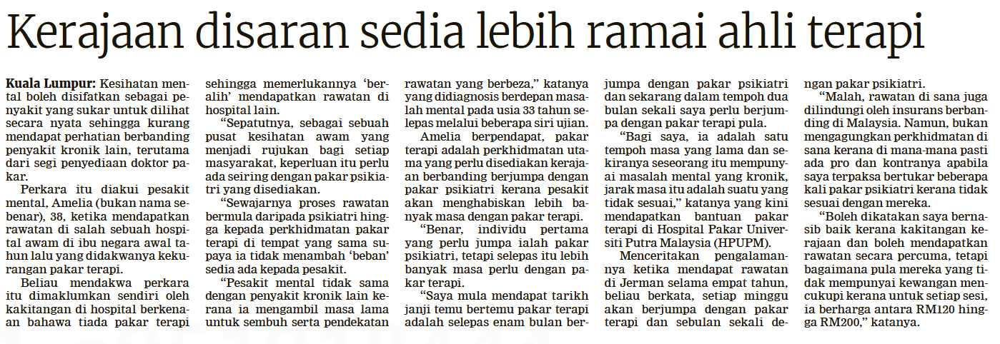 Kerajaan disaran sedia lebih ramai ahli terapi
Kuala Lumpur: Kesihatan men-
tal boleh disifatkan sebagai pe-
nyakit yang sukar untuk dilihat
secara nyata sehingga kurang
mendapat perhatian berbanding
penyakit kronik lain, terutama
dari segi penyediaan doktor pa-
kar.
Perkara itu diakui pesakit
mental, Amelia (bukan nama se-
benar), 38, ketika mendapatkan
rawatan di salah sebuah hospi-
tal awam di ibu negara awal ta-
hun lalu yang didakwanya keku-
rangan pakar terapi.
Beliau mendakwa perkara
itu dimaklumkan sendiri oleh
kakitangan di hospital berkena-
an bahawa tiada pakar terapi
sehingga memerlukannya ‘ber-
alih’ mendapatkan rawatan di
hospital lain.
“Sepatutnya, sebagai sebuah
pusat kesihatan awam yang
menjadi rujukan bagi setiap
masyarakat, keperluan itu perlu
ada seiring dengan pakar psikia-
tri yang disediakan.
“Sewajarnya proses rawatan
bermula daripada psikiatri hing-
ga kepada perkhidmatan pakar
terapi di tempat yang sama su-
paya ia tidak menambah ‘beban’
sedia ada kepada pesakit.
“Pesakit mental tidak sama
dengan penyakit kronik lain ke-
rana ia mengambil masa lama
untuk sembuh serta pendekatan
rawatan yang berbeza,” katanya
yang didiagnosis berdepan masa-
lah mental pada usia 33 tahun se-
lepas melalui beberapa siri ujian.
Amelia berpendapat, pakar
terapi adalah perkhidmatan uta-
ma yang perlu disediakan keraja-
an berbanding berjumpa dengan
pakar psikiatri kerana pesakit
akan menghabiskan lebih ba-
nyak masa dengan pakar terapi.
“Benar, individu pertama
yang perlu jumpa ialah pakar
psikiatri, tetapi selepas itu lebih
banyak masa perlu dengan pa-
kar terapi.
“Saya mula mendapat tarikh
janji temu bertemu pakar terapi
adalah selepas enam bulan ber-
jumpa dengan pakar psikiatri
dan sekarang dalam tempoh dua
bulan sekali saya perlu berjum-
pa dengan pakar terapi pula.
“Bagi saya, ia adalah satu
tempoh masa yang lama dan se-
kiranya seseorang itu mempuny-
ai masalah mental yang kronik,
jarak masa itu adalah suatu yang
tidak sesuai,” katanya yang kini
mendapatkan bantuan pakar
terapi di Hospital Pakar Univer-
siti Putra Malaysia (HPUPM).
Menceritakan pengalaman-
nya ketika mendapat rawatan
di Jerman selama empat tahun,
beliau berkata, setiap minggu
akan berjumpa dengan pakar
terapi dan sebulan sekali de-
ngan pakar psikiatri.
“Malah, rawatan di sana juga
dilindungi oleh insurans berban-
ding di Malaysia. Namun, bukan
mengagungkan perkhidmatan di
sana kerana di mana-mana pasti
ada pro dan kontranya apabila
saya terpaksa bertukar beberapa
kali pakar psikiatri kerana tidak
sesuai dengan mereka.
“Boleh dikatakan saya berna-
sib baik kerana kakitangan ke-
rajaan dan boleh mendapatkan
rawatan secara percuma, tetapi
bagaimana pula mereka yang ti-
dak mempunyai kewangan men-
cukupi kerana untuk setiap sesi,
ia berharga antara RM120 hing-
ga RM200,” katanya.